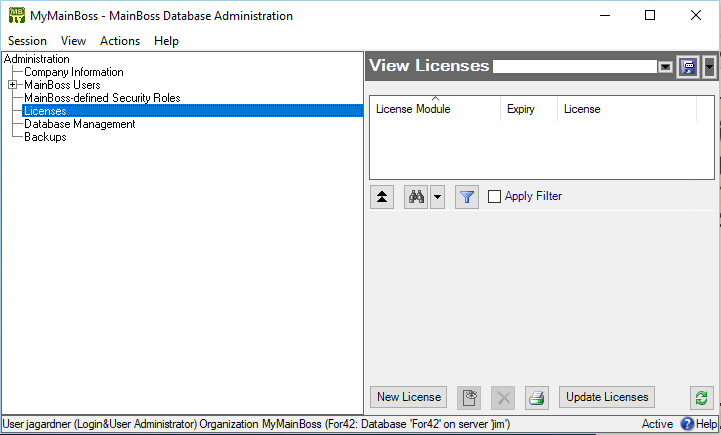 MB
MyMainBoss - MainBoss Database Administration
Session View Actions Help
Administration
Company Information
MainBoss Users
MainBoss-defined Security Roles
Licenses
Database Management
Backups
View Licenses
License Module Expiry License
Apply Filter
New License Update Licenses
User jagardner (Login&User Administrator) Organization MyMainBoss (For42: Database 'For42' on server 'jim') Active Help